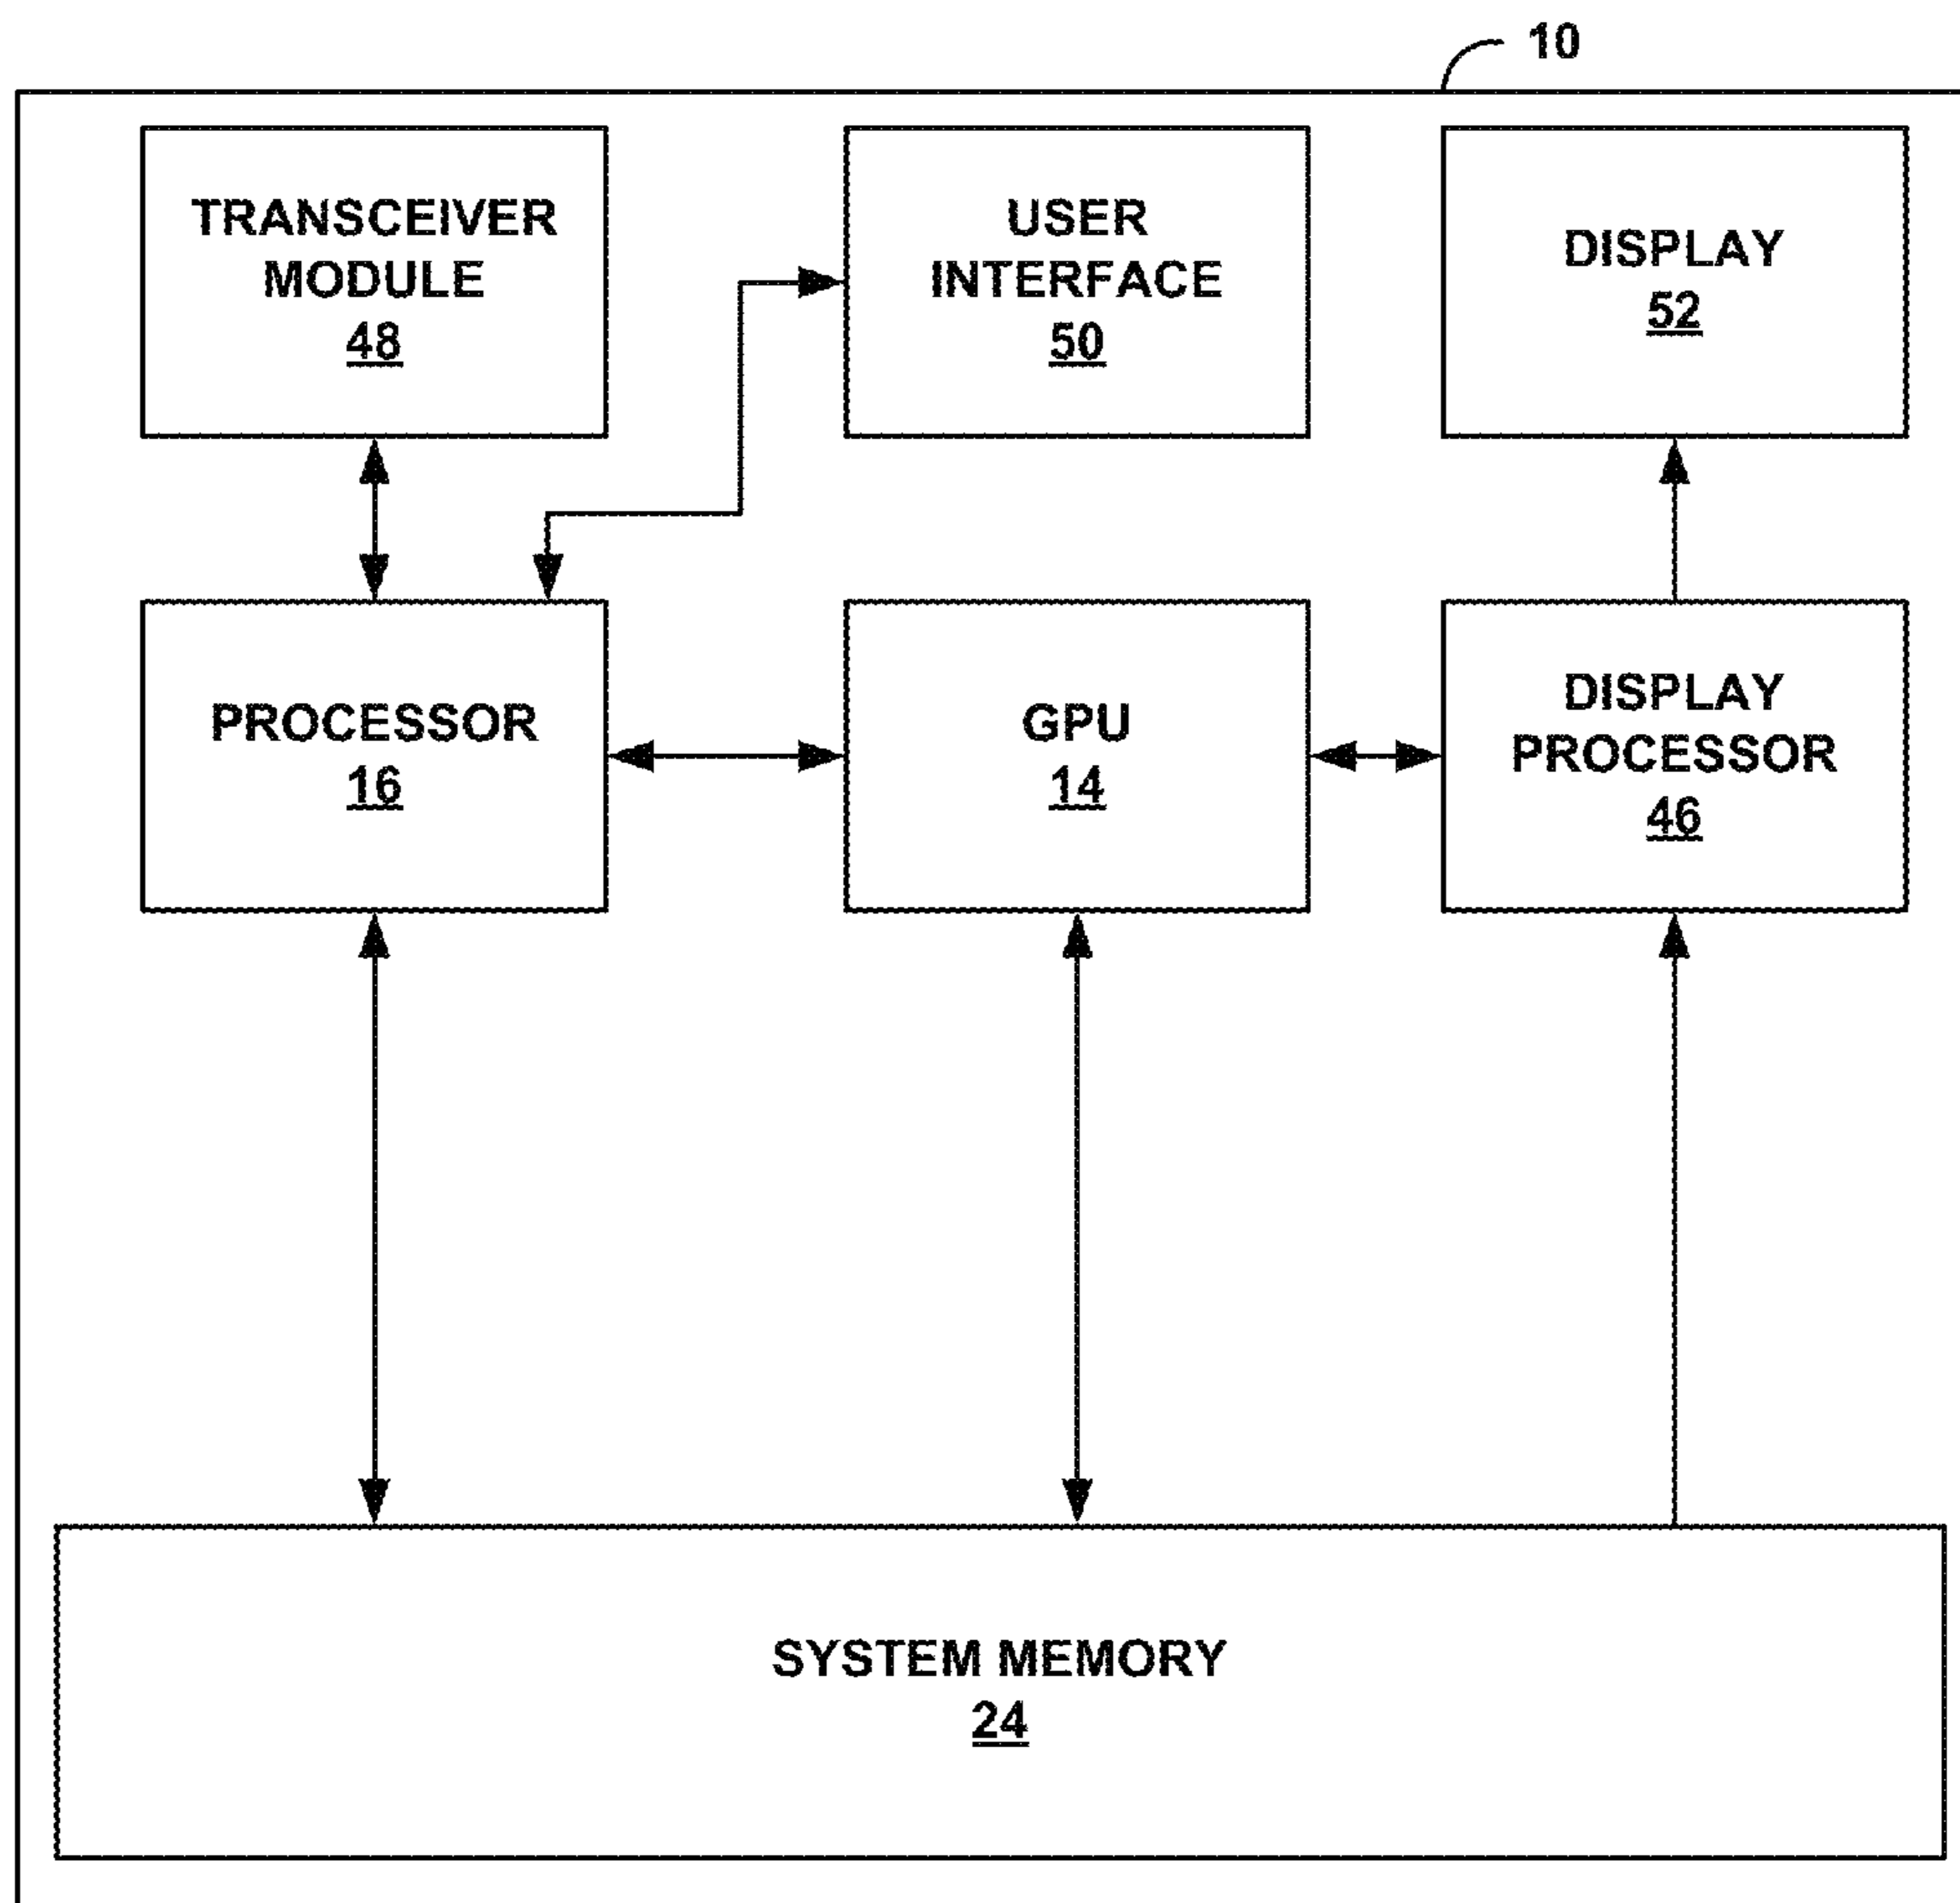 10
TRANSCEIVER
MODULE
48
USER
INTERFACE
50
DISPLAY
52
PROCESSOR
16
GPU
14
DISPLAY
PROCESSOR
46
SYSTEM MEMORY
24